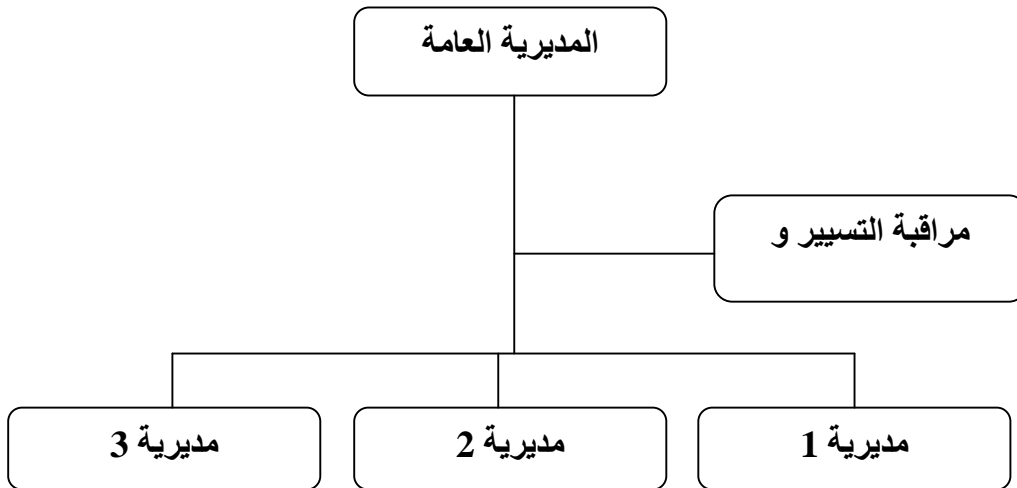 المديرية العامة
مراقبة التسيير و
مديرية 1
مديرية 2
مديرية 3